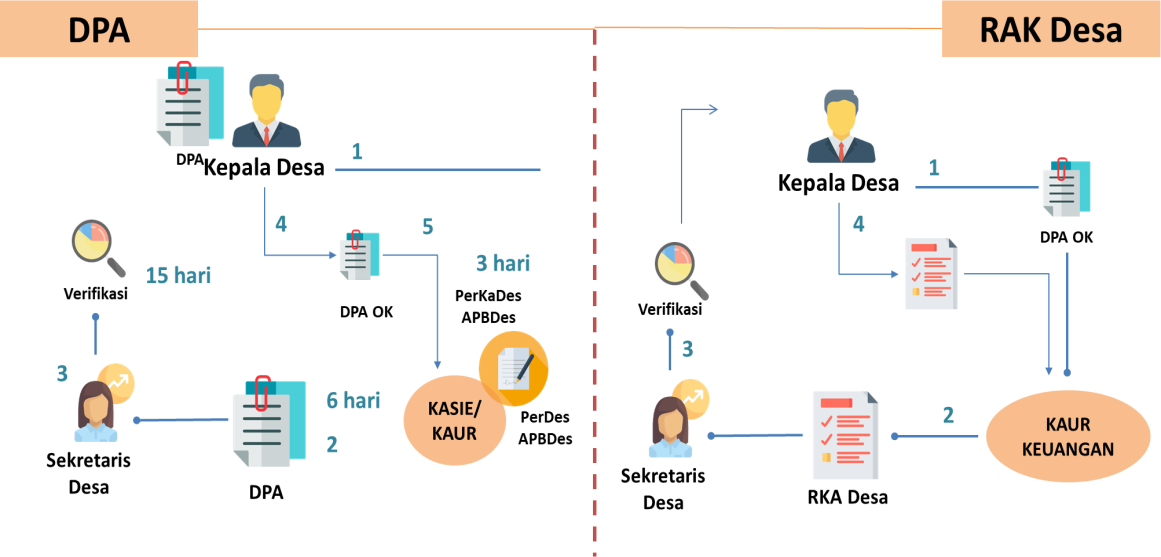 DPA
RAK Desa
DPA
Kepala Desa
1
4
5
3 hari
PerKaDes
APBDes
DPA OK
Verifikasi
15 hari
3
6 hari
2
KASIE/
KAUR
PerDes
APBDes
Sekretaris
Desa
DPA
Kepala Desa
1
4
DPA OK
Verifikasi
3
2
KAUR
KEUANGAN
Sekretaris
Desa
RKA Desa